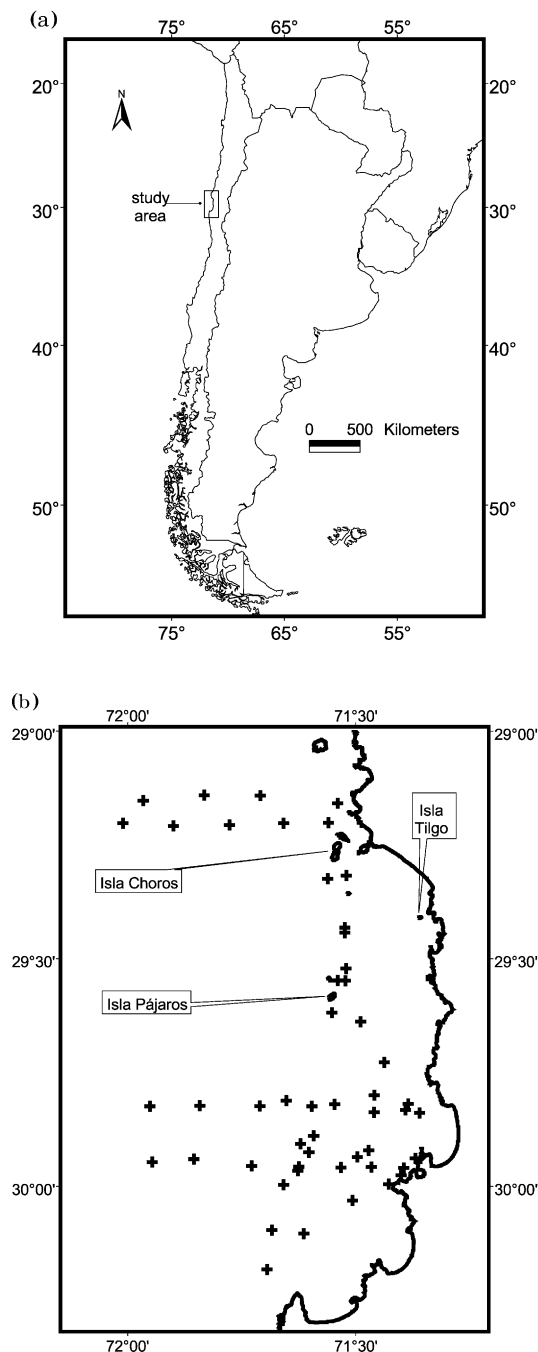 (a)
75° 65° 55°
20° 20°
N
study
area
30° 30°
40° 40°
0 500 Kilometers
50° 50°
75° 65° 55°
(b)
72°00' 71°30'
29°00' 29°00'
Isla
Tilgo
Isla Choros
29°30' 29°30'
Isla Pájaros
30°00' 30°00'
72°00' 71°30'